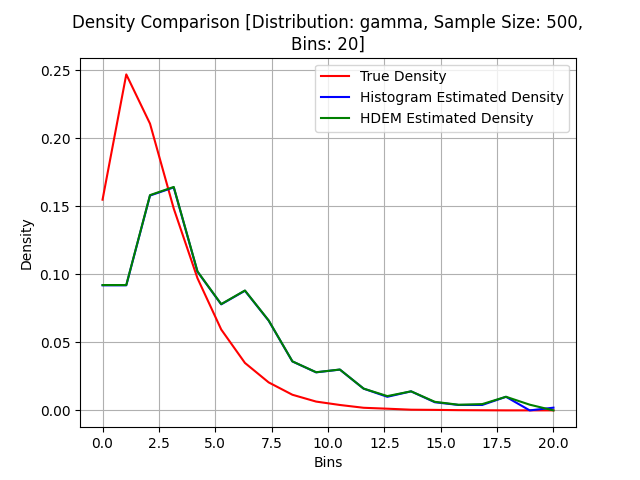 Density Comparison [Distribution: gamma, Sample Size: 500,
Bins: 20]
True Density
Histogram Estimated Density
HDEM Estimated Density
Density
0.25
0.20
0.15
0.10
0.05
0.00
0.0 2.5 5.0 7.5 10.0 12.5 15.0 17.5 20.0
Bins